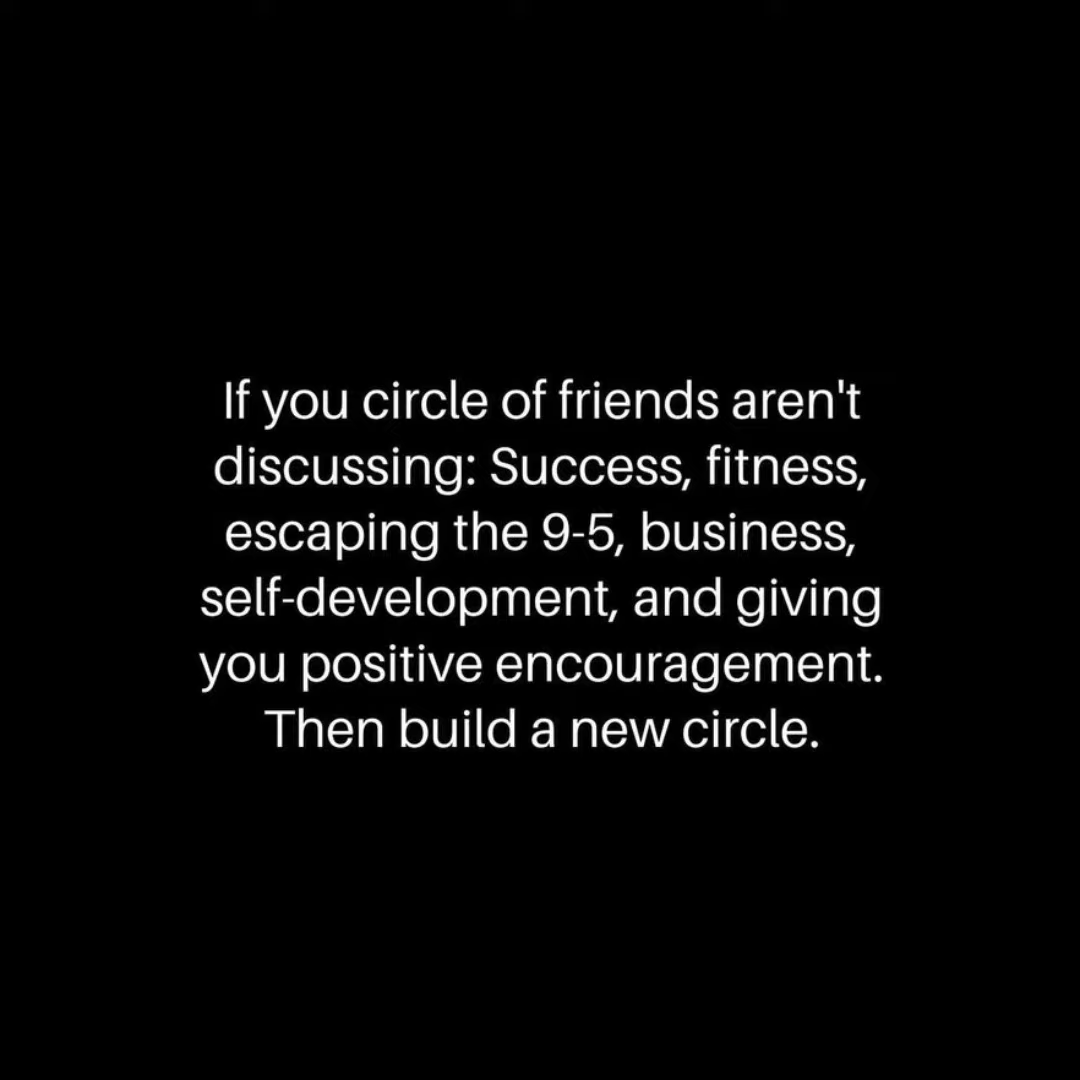 If you circle of friends aren't
discussing: Success, fitness,
escaping the 9-5, business,
self-development, and giving
you positive encouragement.
Then build a new circle.